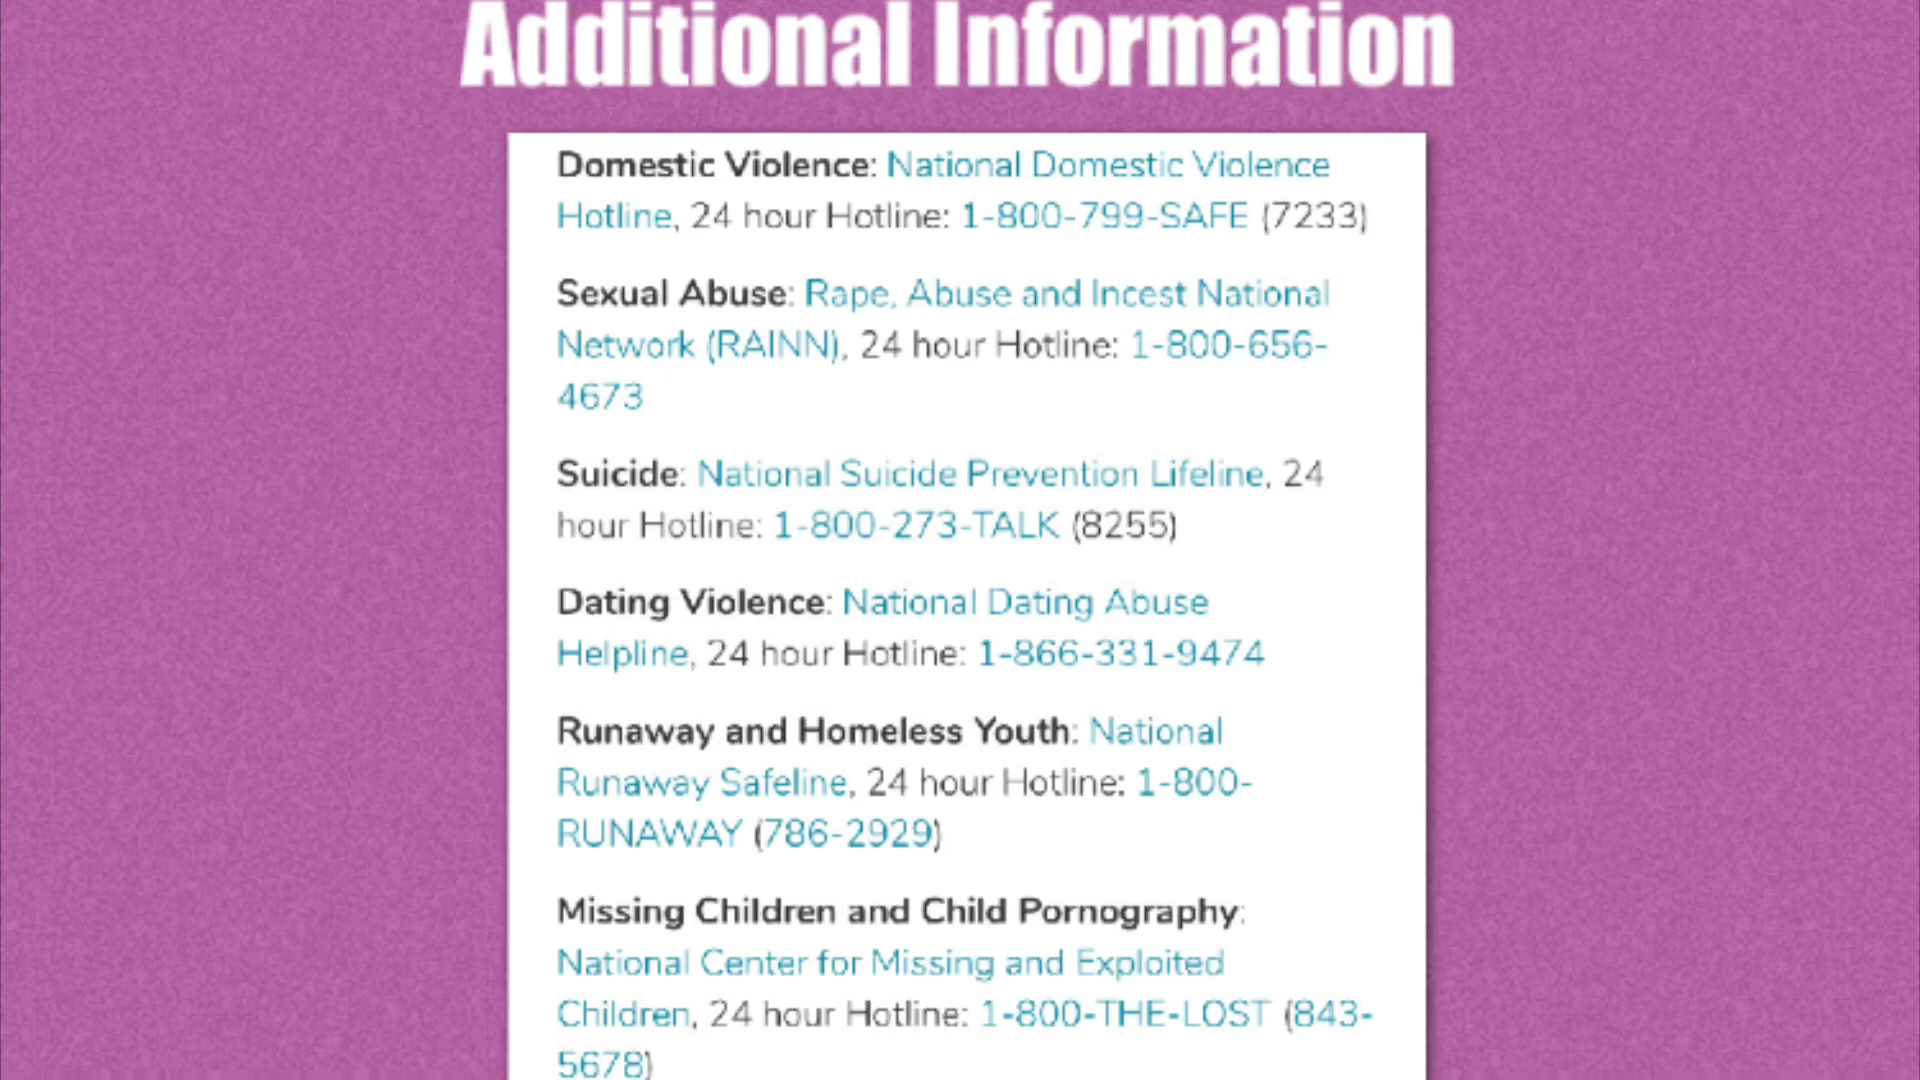 Additional Information
Domestic Violence: National Domestic Violence
Hotline, 24 hour Hotline: 1-800-799-SAFE (7233)
Sexual Abuse: Rape, Abuse and Incest National
Network (RAINN), 24 hour Hotline: 1-800-656-
4673
Suicide: National Suicide Prevention Lifeline, 24
hour Hotline: 1-800-273-TALK (8255)
Dating Violence: National Dating Abuse
Helpline, 24 hour Hotline: 1-866-331-9474
Runaway and Homeless Youth: National
Runaway Safeline, 24 hour Hotline: 1-800-
RUNAWAY (786-2929)
Missing Children and Child Pornography:
National Center for Missing and Exploited
Children, 24 hour Hotline: 1-800-THE-LOST (843-
5678)